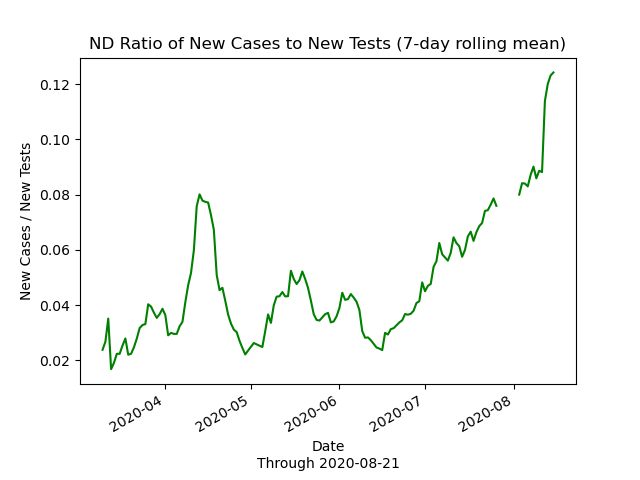 ND Ratio of New Cases to New Tests (7-day rolling mean)
New Cases / New Tests
0.12
0.10
0.08
0.06
0.04
0.02
2020-04
2020-05
2020-06
2020-07
2020-08
Date
Through 2020-08-21